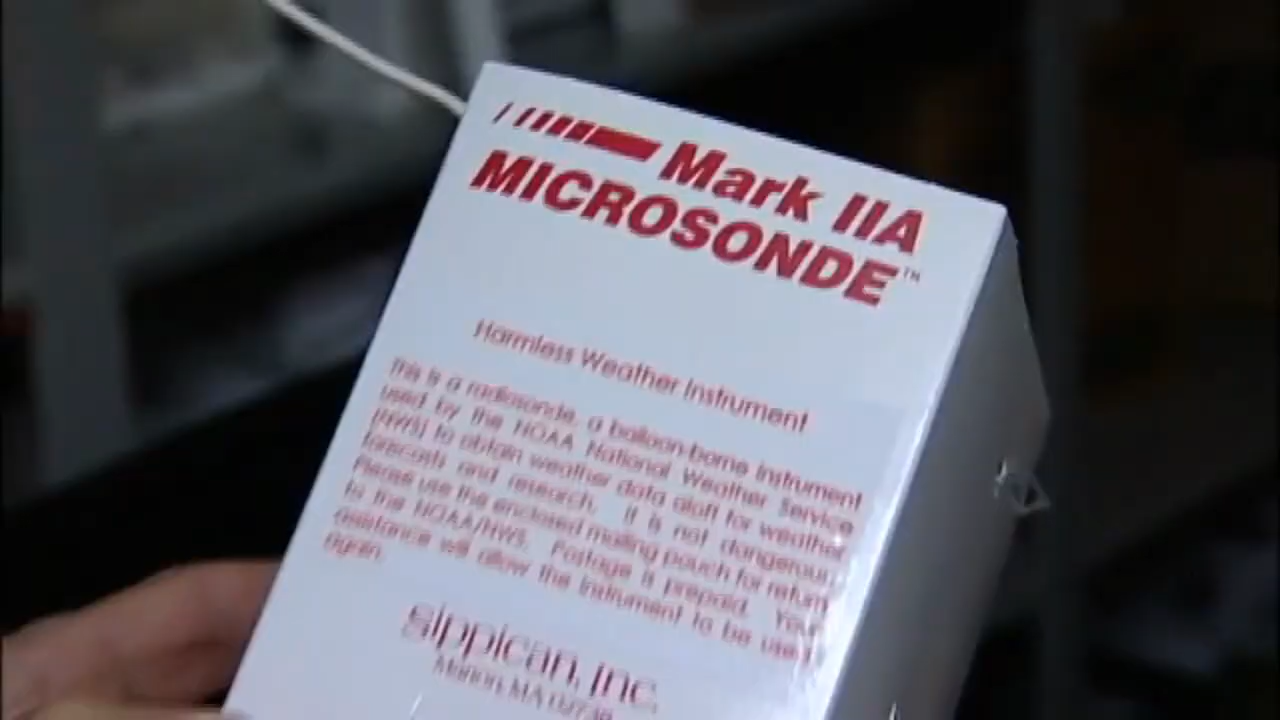 Mark IIA
MICROSONDE™
Harmless Weather Instrument
This is a radiosonde, a balloon-borne instrument
used by the NOAA National Weather Service
(NWS) to obtain weather data aloft for weather
forecasts and research. It is not dangerous.
Please use the enclosed mailing pouch for return
to the NOAA/NWS. Postage is prepaid. Your
assistance will allow the instrument to be used
again.
sippican, inc.
Marion, MA 02738